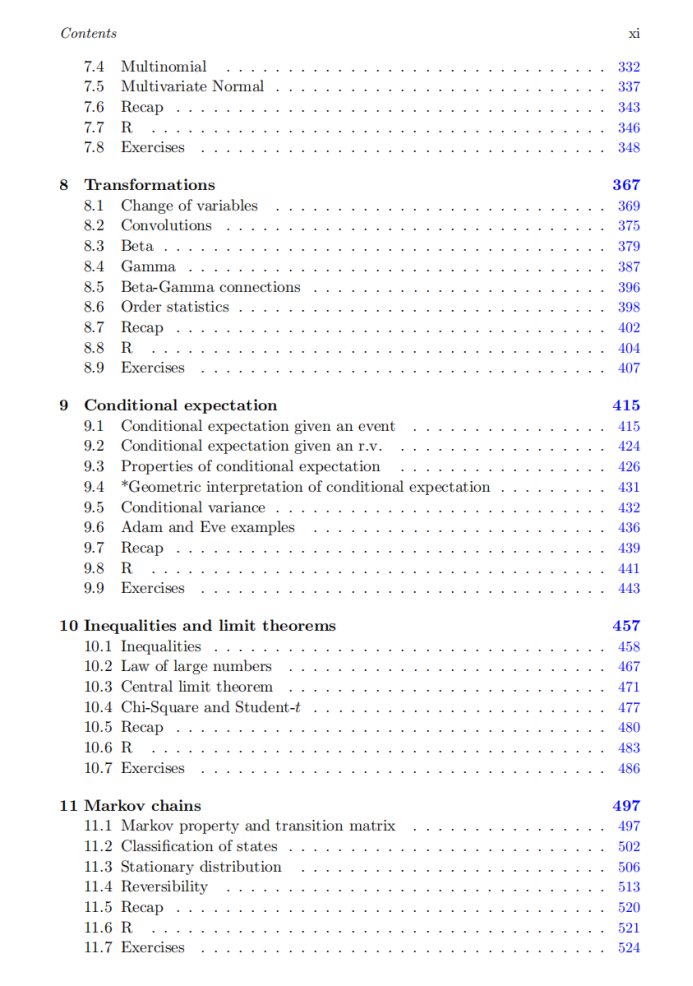 Contents xi
7.4 Multinomial . . . . . . . . . . . . . . . . . . . . . . . . . . . . . . . 332
7.5 Multivariate Normal . . . . . . . . . . . . . . . . . . . . . . . . . . . 337
7.6 Recap . . . . . . . . . . . . . . . . . . . . . . . . . . . . . . . . . . . 343
7.7 R . . . . . . . . . . . . . . . . . . . . . . . . . . . . . . . . . . . . . 346
7.8 Exercises . . . . . . . . . . . . . . . . . . . . . . . . . . . . . . . . . 348
8 Transformations 367
8.1 Change of variables . . . . . . . . . . . . . . . . . . . . . . . . . . . 369
8.2 Convolutions . . . . . . . . . . . . . . . . . . . . . . . . . . . . . . . 375
8.3 Beta . . . . . . . . . . . . . . . . . . . . . . . . . . . . . . . . . . . . 379
8.4 Gamma . . . . . . . . . . . . . . . . . . . . . . . . . . . . . . . . . . 387
8.5 Beta-Gamma connections . . . . . . . . . . . . . . . . . . . . . . . . 396
8.6 Order statistics . . . . . . . . . . . . . . . . . . . . . . . . . . . . . . 398
8.7 Recap . . . . . . . . . . . . . . . . . . . . . . . . . . . . . . . . . . . 402
8.8 R . . . . . . . . . . . . . . . . . . . . . . . . . . . . . . . . . . . . . 404
8.9 Exercises . . . . . . . . . . . . . . . . . . . . . . . . . . . . . . . . . 407
9 Conditional expectation 415
9.1 Conditional expectation given an event . . . . . . . . . . . . . . . . 415
9.2 Conditional expectation given an r.v. . . . . . . . . . . . . . . . . . 424
9.3 Properties of conditional expectation . . . . . . . . . . . . . . . . . 426
9.4 *Geometric interpretation of conditional expectation . . . . . . . . . 431
9.5 Conditional variance . . . . . . . . . . . . . . . . . . . . . . . . . . . 432
9.6 Adam and Eve examples . . . . . . . . . . . . . . . . . . . . . . . . 436
9.7 Recap . . . . . . . . . . . . . . . . . . . . . . . . . . . . . . . . . . . 439
9.8 R . . . . . . . . . . . . . . . . . . . . . . . . . . . . . . . . . . . . . 441
9.9 Exercises . . . . . . . . . . . . . . . . . . . . . . . . . . . . . . . . . 443
10 Inequalities and limit theorems 457
10.1 Inequalities . . . . . . . . . . . . . . . . . . . . . . . . . . . . . . . . 458
10.2 Law of large numbers . . . . . . . . . . . . . . . . . . . . . . . . . . 467
10.3 Central limit theorem . . . . . . . . . . . . . . . . . . . . . . . . . . 471
10.4 Chi-Square and Student-t . . . . . . . . . . . . . . . . . . . . . . . . 477
10.5 Recap . . . . . . . . . . . . . . . . . . . . . . . . . . . . . . . . . . . 480
10.6 R . . . . . . . . . . . . . . . . . . . . . . . . . . . . . . . . . . . . . 483
10.7 Exercises . . . . . . . . . . . . . . . . . . . . . . . . . . . . . . . . . 486
11 Markov chains 497
11.1 Markov property and transition matrix . . . . . . . . . . . . . . . . 497
11.2 Classification of states . . . . . . . . . . . . . . . . . . . . . . . . . . 502
11.3 Stationary distribution . . . . . . . . . . . . . . . . . . . . . . . . . 506
11.4 Reversibility . . . . . . . . . . . . . . . . . . . . . . . . . . . . . . . 513
11.5 Recap . . . . . . . . . . . . . . . . . . . . . . . . . . . . . . . . . . . 520
11.6 R . . . . . . . . . . . . . . . . . . . . . . . . . . . . . . . . . . . . . 521
11.7 Exercises . . . . . . . . . . . . . . . . . . . . . . . . . . . . . . . . . 524